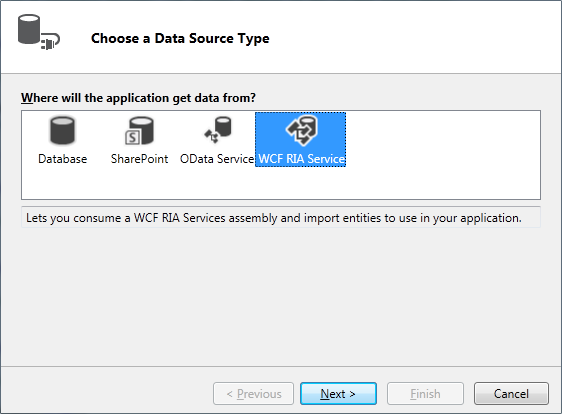 Choose a Data Source Type
Where will the application get data from?
Database SharePoint OData Service WCF RIA Service
Lets you consume a WCF RIA Services assembly and import entities to use in your application.
< Previous Next > Finish Cancel